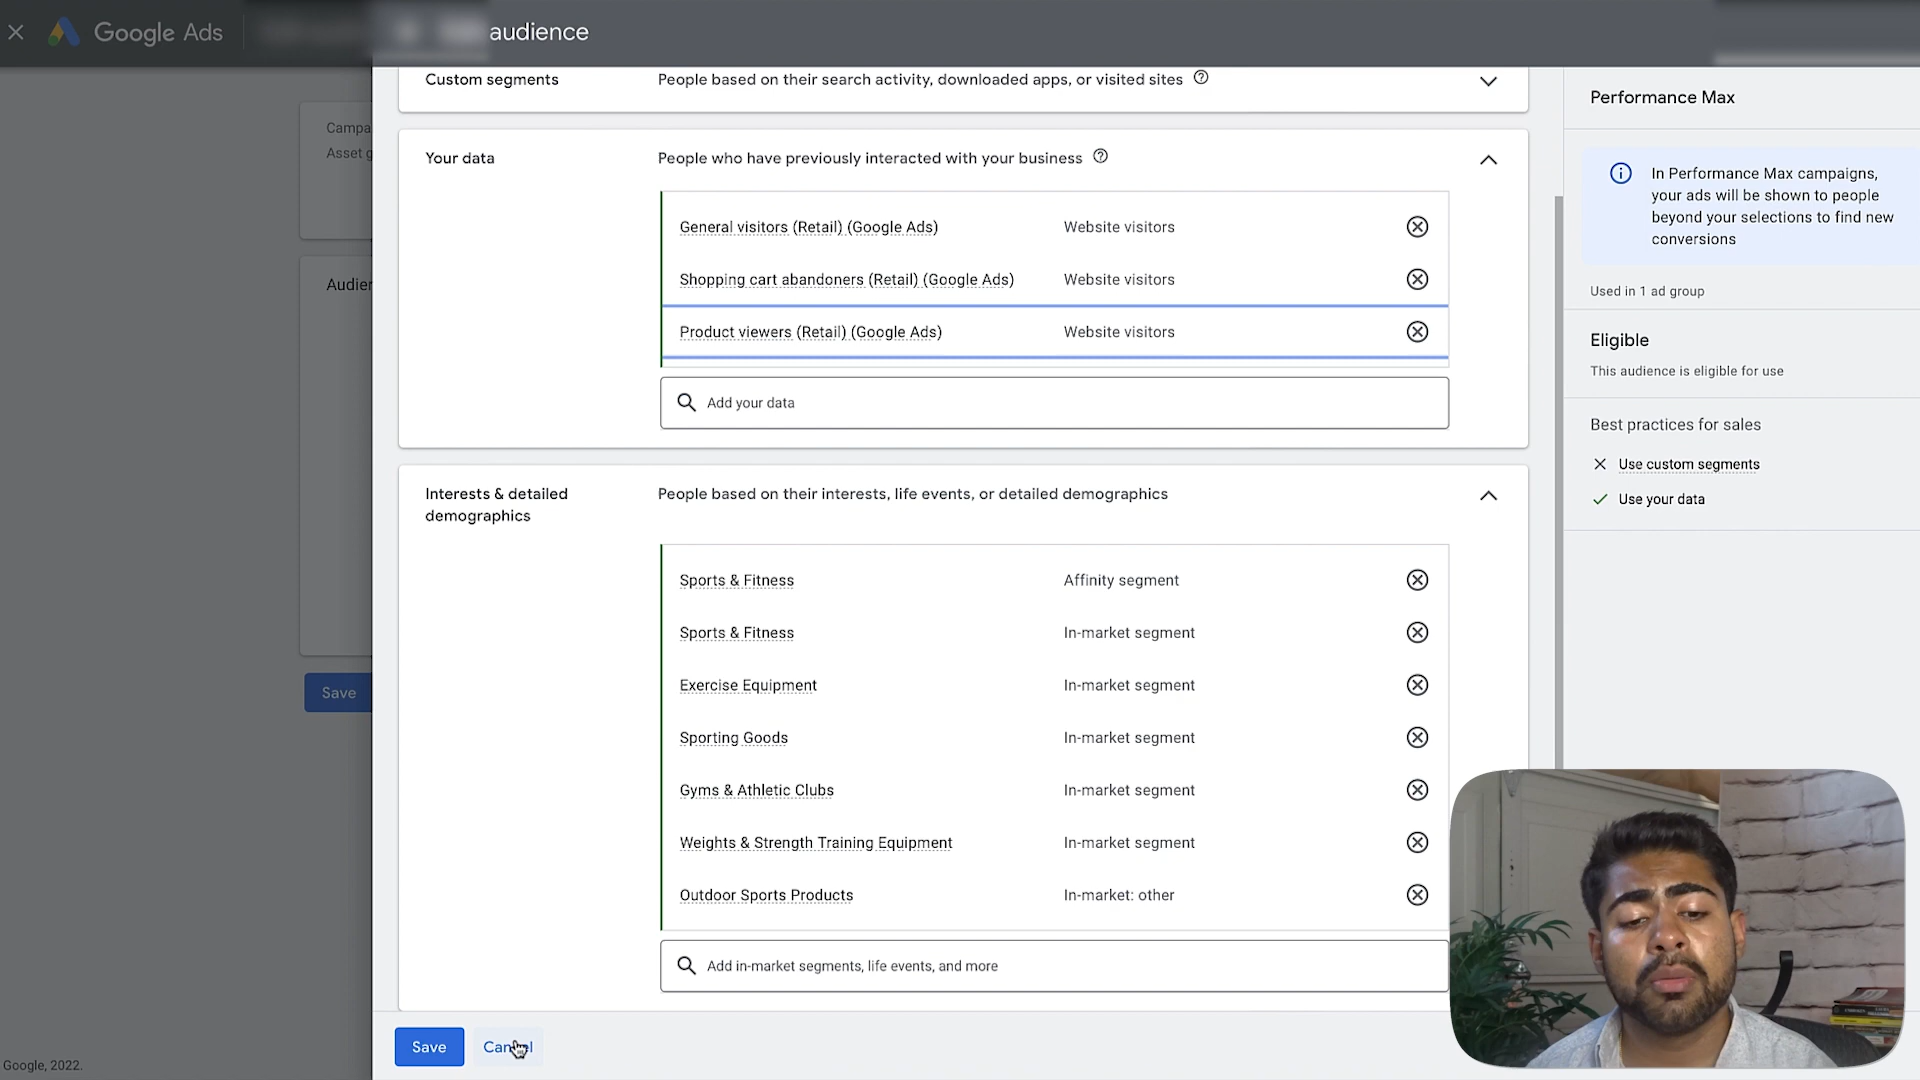 Google Ads
audience
Custom segments
People based on their search activity, downloaded apps, or visited sites
Performance Max
Campa
Asset g
Your data
People who have previously interacted with your business
In Performance Max campaigns,
your ads will be shown to people
beyond your selections to find new
conversions
General visitors (Retail) (Google Ads)
Website visitors
Shopping cart abandoners (Retail) (Google Ads)
Website visitors
Audien
Used in 1 ad group
Product viewers (Retail) (Google Ads)
Website visitors
Eligible
This audience is eligible for use
Add your data
Best practices for sales
Use custom segments
Use your data
Interests & detailed
demographics
People based on their interests, life events, or detailed demographics
Sports & Fitness
Affinity segment
Sports & Fitness
In-market segment
Exercise Equipment
In-market segment
Save
Sporting Goods
In-market segment
Gyms & Athletic Clubs
In-market segment
Weights & Strength Training Equipment
In-market segment
Outdoor Sports Products
In-market: other
Add in-market segments, life events, and more
Save
Cancel
Google, 2022.